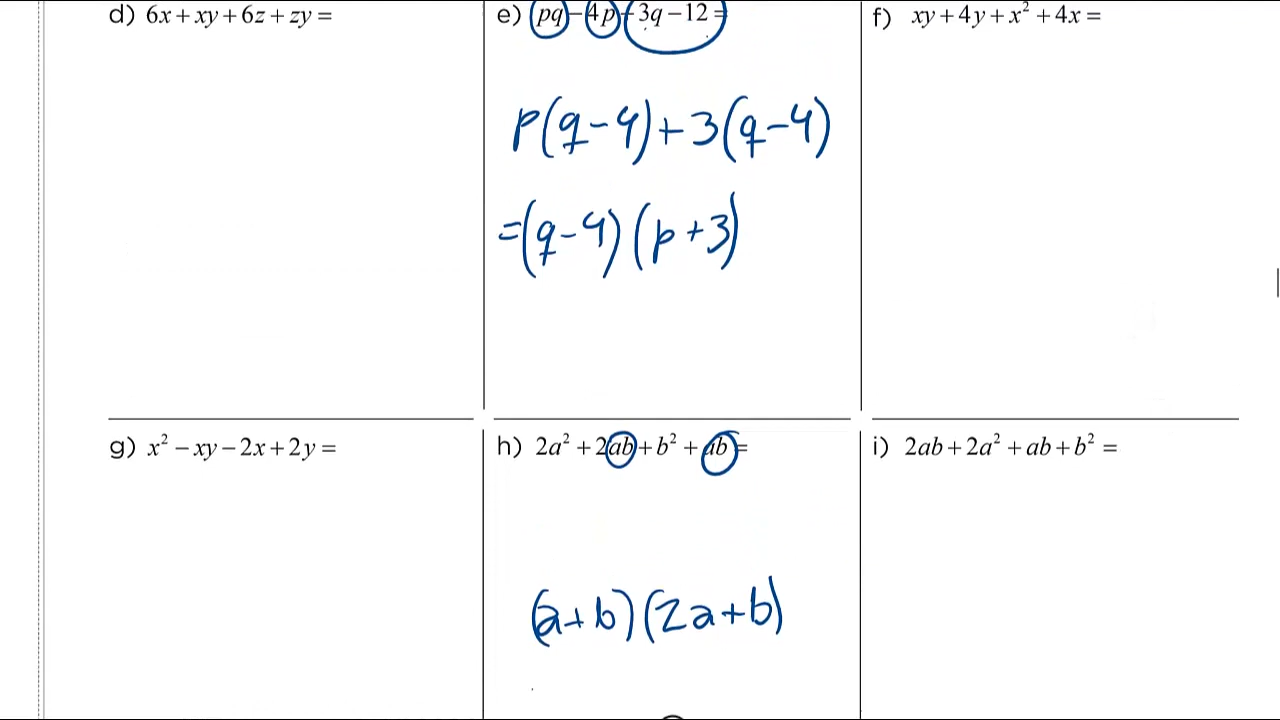 d) 6x + xy + 6z + zy =
e) pq – 4p + 3q – 12 =
f) xy + 4y + x² + 4x =
p(q-4)+3(q-4)
=(q-4)(p+3)
g) x² – xy – 2x + 2y =
h) 2a² + 2ab + b² + ab =
i) 2ab + 2a² + ab + b² =
(a+b)(2a+b)